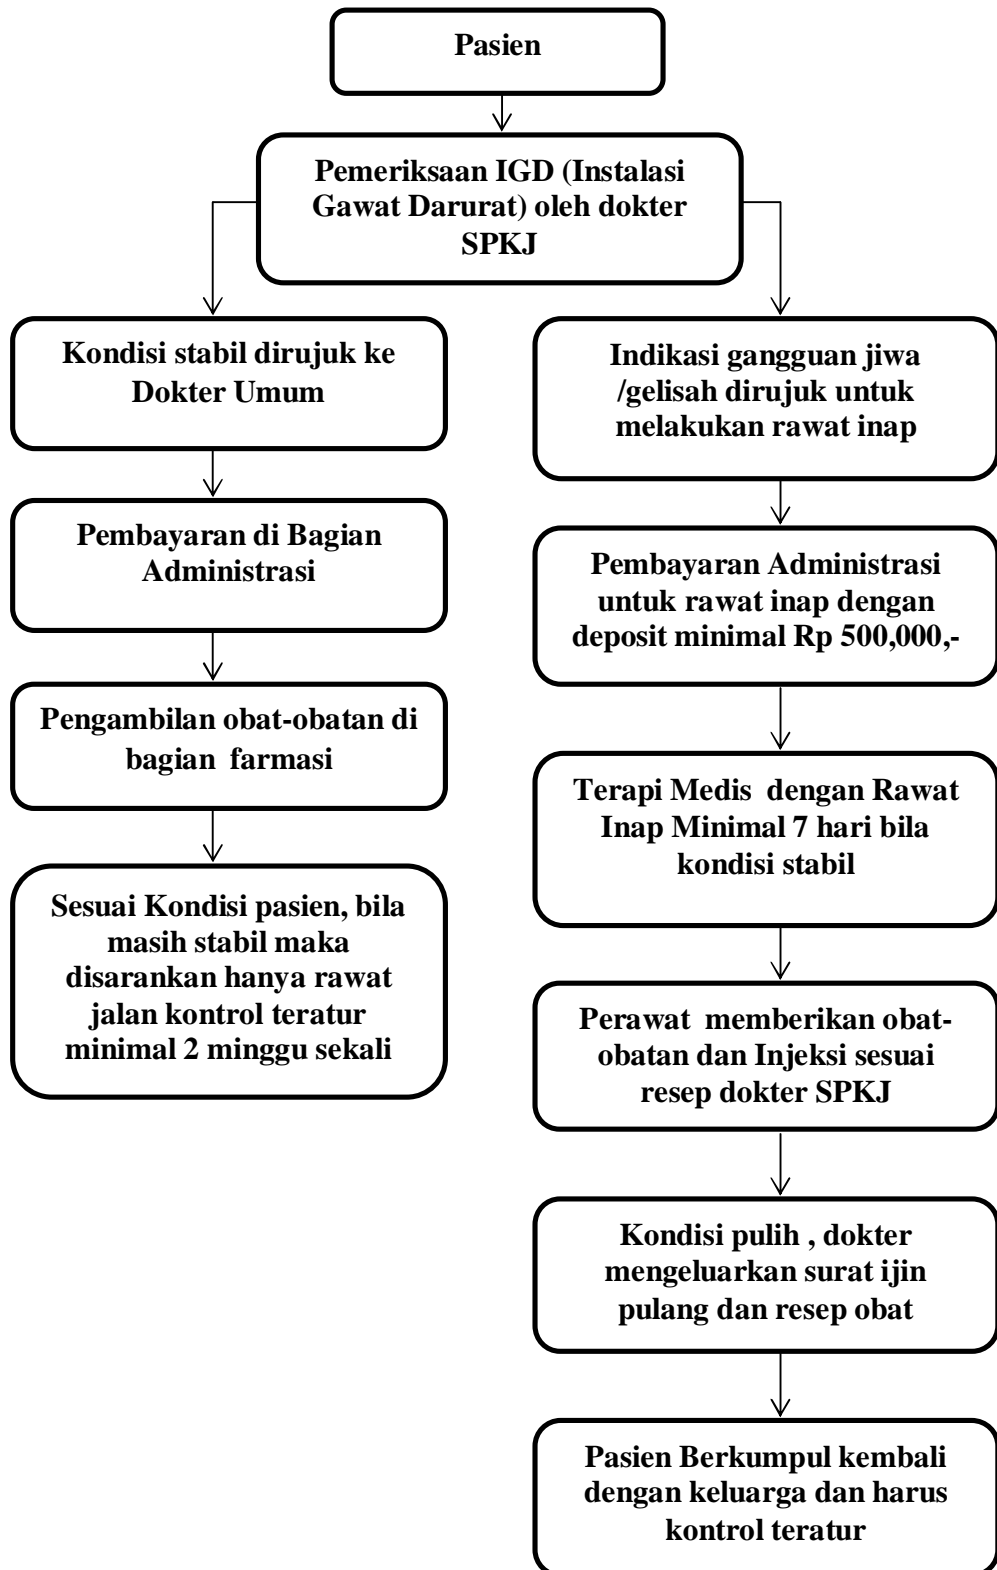 Pasien
Pemeriksaan IGD (Instalasi
Gawat Darurat) oleh dokter
SPKJ
Kondisi stabil dirujuk ke
Dokter Umum
Pembayaran di Bagian
Administrasi
Pengambilan obat-obatan di
bagian farmasi
Sesuai Kondisi pasien, bila
masih stabil maka
disarankan hanya rawat
jalan kontrol teratur
minimal 2 minggu sekali
Indikasi gangguan jiwa
/gelisah dirujuk untuk
melakukan rawat inap
Pembayaran Administrasi
untuk rawat inap dengan
deposit minimal Rp 500,000,-
Terapi Medis dengan Rawat
Inap Minimal 7 hari bila
kondisi stabil
Perawat memberikan obat-
obatan dan Injeksi sesuai
resep dokter SPKJ
Kondisi pulih , dokter
mengeluarkan surat ijin
pulang dan resep obat
Pasien Berkumpul kembali
dengan keluarga dan harus
kontrol teratur